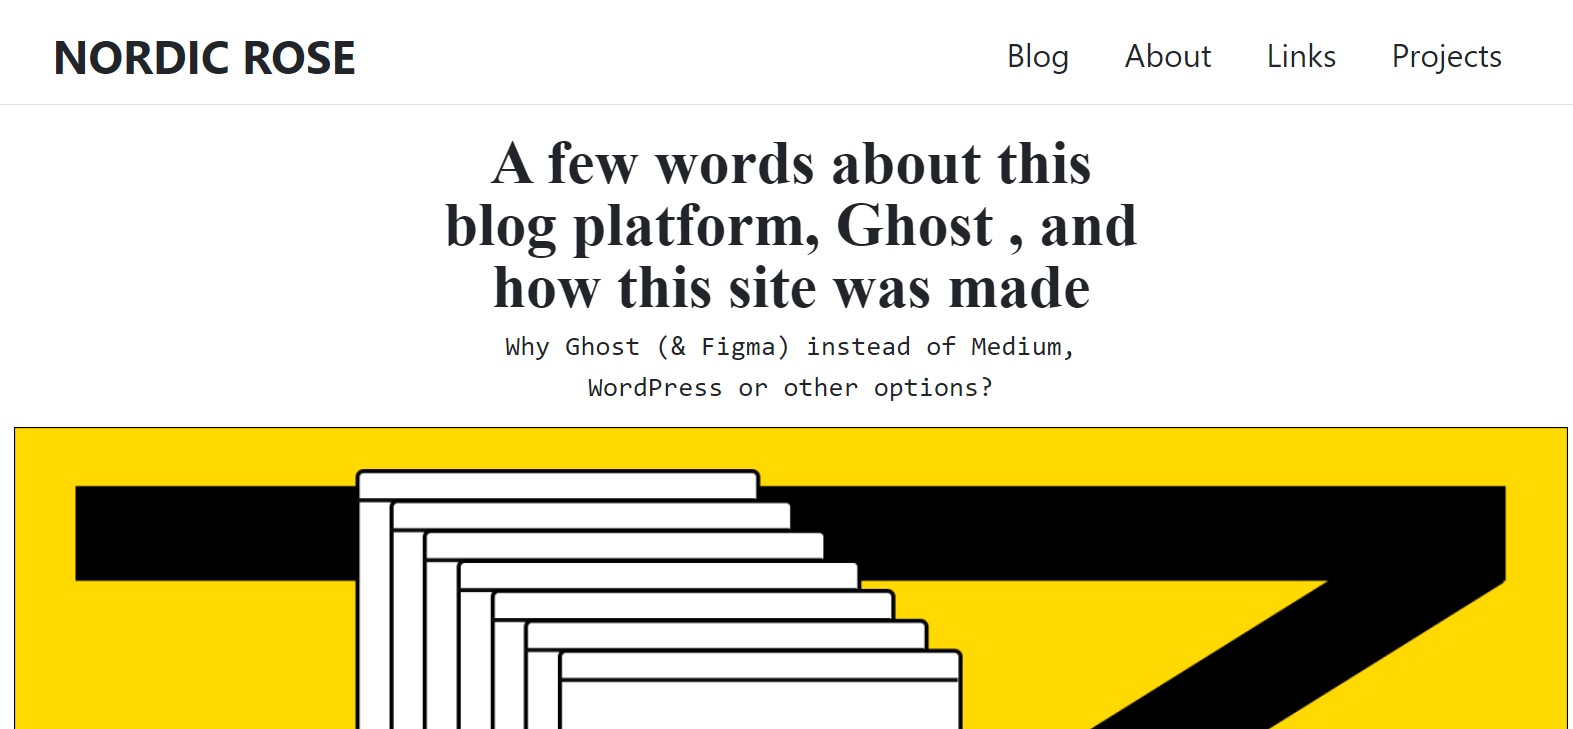 NORDIC ROSE
Blog About Links Projects
A few words about this
blog platform, Ghost , and
how this site was made
Why Ghost (& Figma) instead of Medium,
WordPress or other options?